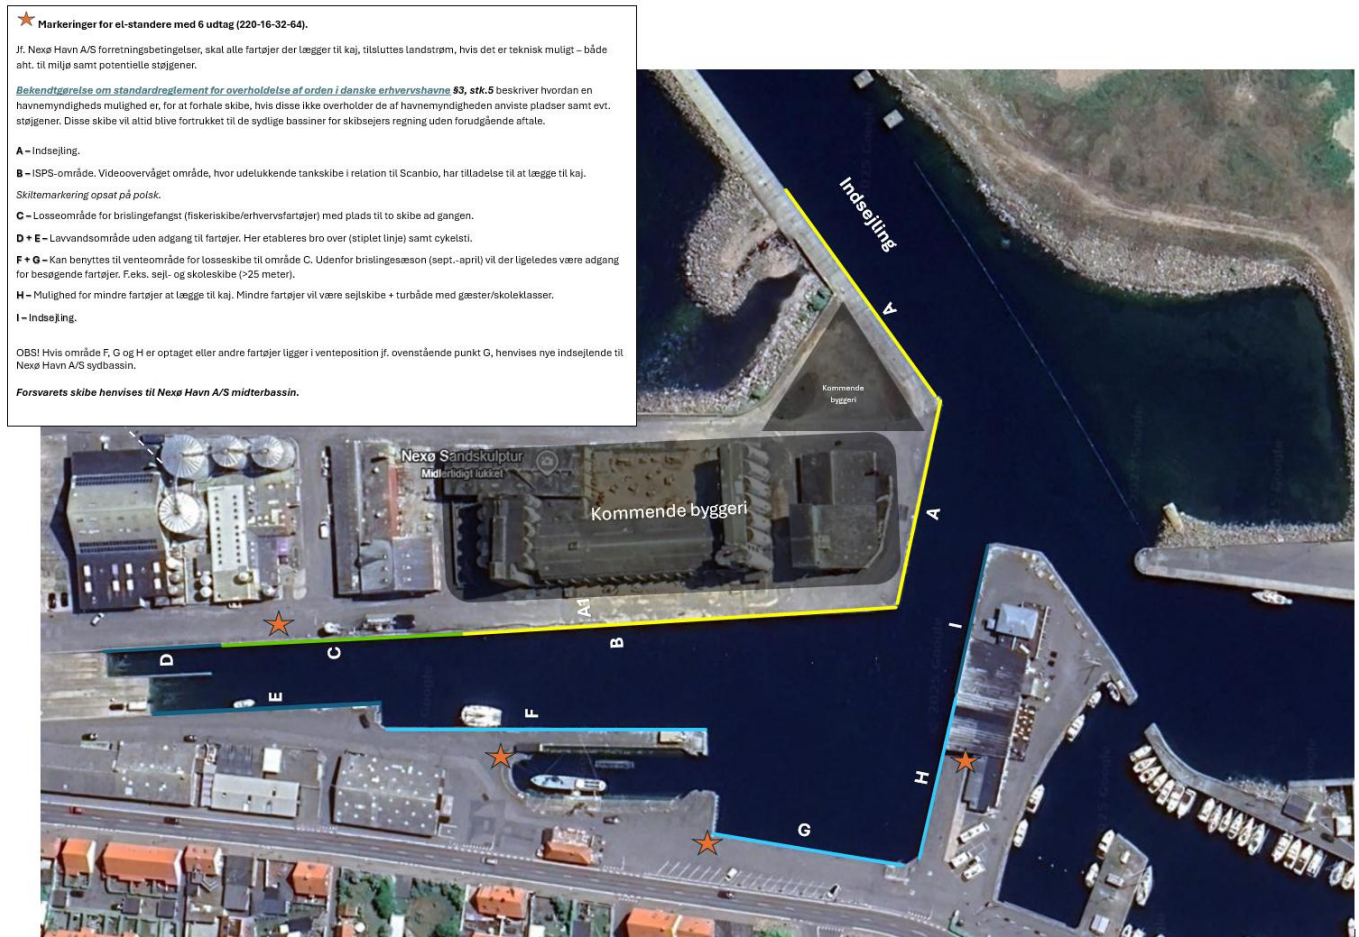 Markeringer for el-standere med 6 udtag (220-16-32-64).
Jf. Nexø Havn A/S forretningsbetingelser, skal alle fartøjer der lægger til kaj, tilsluttes landstrøm, hvis det er teknisk muligt – både
aht. til miljø samt potentielle støjgener.
Bekendtgørelse om standardreglement for overholdelse af orden i danske erhvervshavne §3, stk.5 beskriver hvordan en
havnemyndigheds mulighed er, for at forhale skibe, hvis disse ikke overholder de af havnemyndigheden anviste pladser samt evt.
støjgener. Disse skibe vil altid blive fortrukket til de sydlige bassiner for skibsejers regning uden forudgående aftale.
A – Indsejling.
B – ISPS-område. Videoovervåget område, hvor udelukkende tankskibe i relation til Scanbio, har tilladelse til at lægge til kaj.
Skiltemarkering opsat på polsk.
C – Losseområde for brislingefangst (fiskeriskibe/erhvervsfartøjer) med plads til to skibe ad gangen.
D + E – Lavvandsområde uden adgang til fartøjer. Her etableres bro over (stiplet linje) samt cykelsti.
F + G – Kan benyttes til venteområde for losseskibe til område C. Udenfor brislingesæson (sept.-april) vil der ligeledes være adgang
for besøgende fartøjer. F.eks. sejl- og skoleskibe (>25 meter).
H – Mulighed for mindre fartøjer at lægge til kaj. Mindre fartøjer vil være sejlskibe + turbåde med gæster/skoleklasser.
I – Indsejling.
OBS! Hvis område F, G og H er optaget eller andre fartøjer ligger i venteposition jf. ovenstående punkt G, henvises nye indsejlende til
Nexø Havn A/S sydbassin.
Forsvarets skibe henvises til Nexø Havn A/S midterbassin.
Indsejling
A
Kommende
byggeri
Nexø Sandskulptur
Midlertidigt lukket
Kommende byggeri
A
A1
B
C
D
E
F
G
H
I